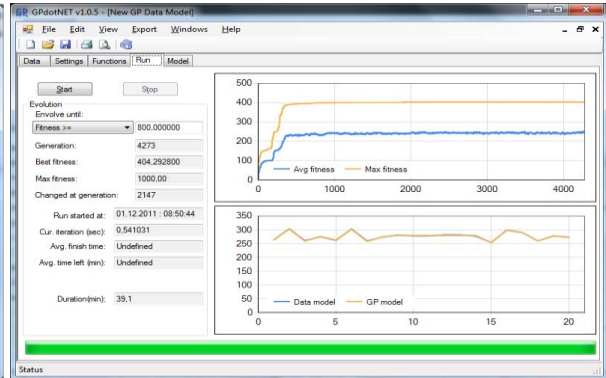 GPdotNET v1.0.5 - [New GP Data Model]
File Edit View Export Windows Help
Data Settings Functions Run Model
Start Stop
Evolution
Envolve until:
Fitness >= 800,000000
Generation: 4273
Best fitness: 404.292800
Max fitness: 1000,00
Changed at generation: 2147
Run started at: 01.12.2011 : 08:50:44
Cur. iteration (sec): 0,541031
Avg. finish time: Undefined
Avg. time left (min): Undefined
Duration(min): 39,1
500
400
300
200
100
0
Avg fitness Max fitness
0 1000 2000 3000 4000
350
300
250
200
150
100
50
0
Data model GP model
0 5 10 15 20
Status